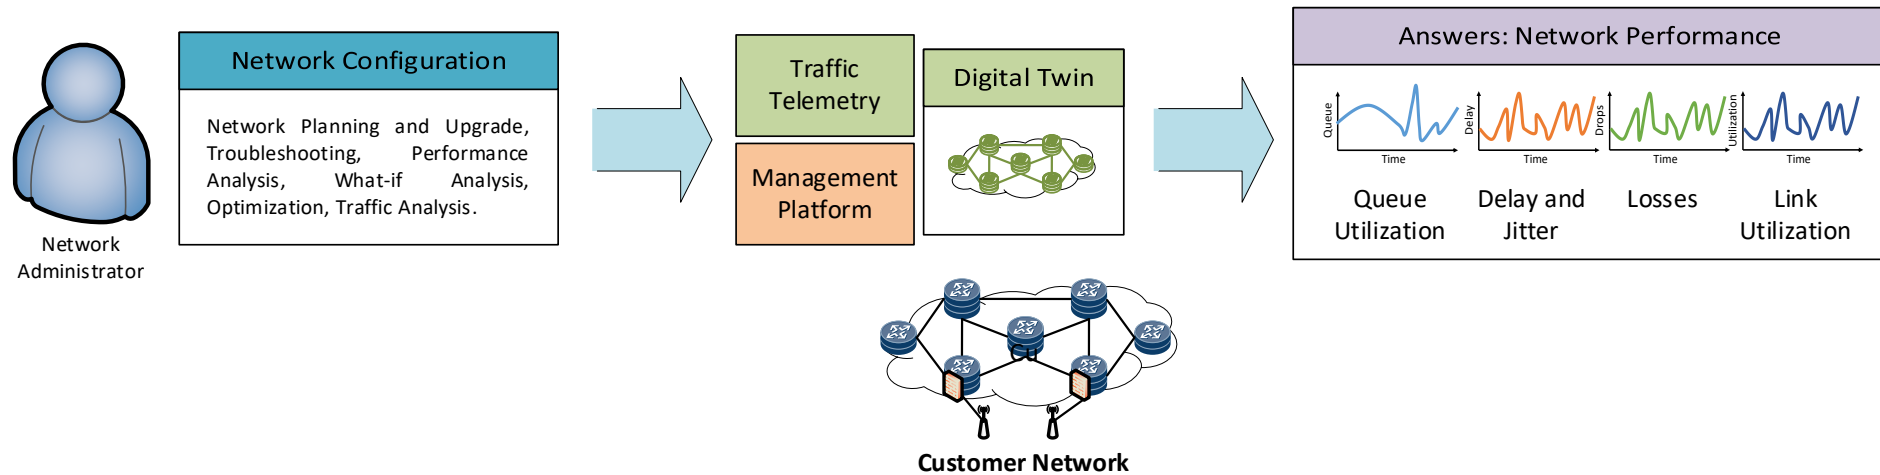 Network
Administrator
Network Configuration
Network Planning and Upgrade,
Troubleshooting, Performance
Analysis, What-if Analysis,
Optimization, Traffic Analysis.
Traffic
Telemetry
Management
Platform
Digital Twin
Cu
Customer Network
Answers: Network Performance
Queue
Time
Delay
Time
Drops
Time
Utilization
Time
Queue
Utilization
Delay and
Jitter
Losses
Link
Utilization